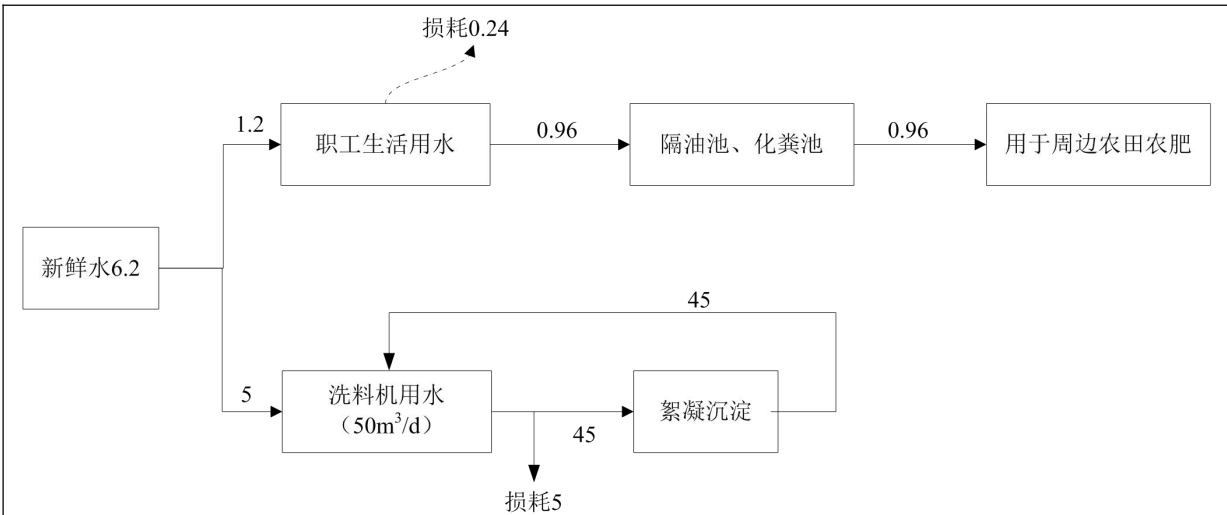 损耗0.24
1.2
职工生活用水
0.96
隔油池、化粪池
0.96
用于周边农田农肥
新鲜水6.2
45
5
洗料机用水
（50m³/d）
45
絮凝沉淀
损耗5